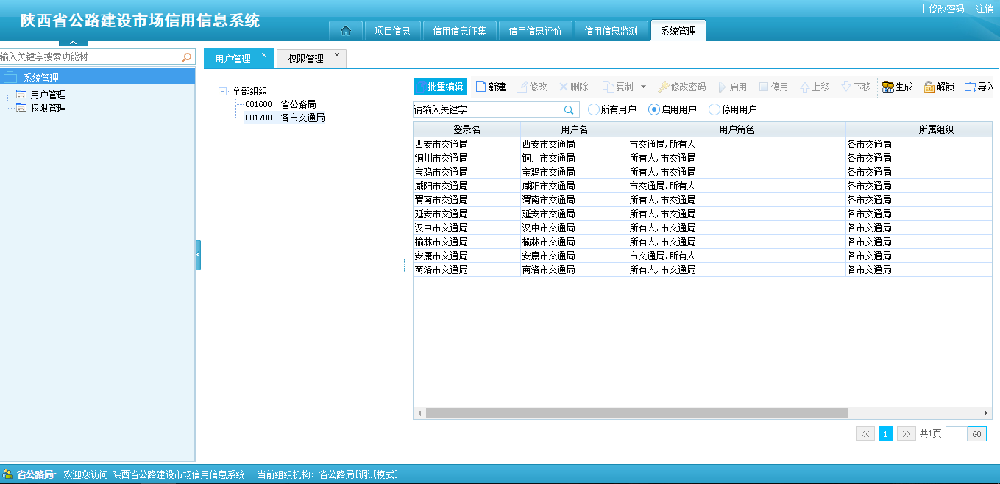 修改密码 注销
陕西省公路建设市场信用信息系统
项目信息 信用信息征集 信用信息评价 信用信息监测 系统管理
输入关键字搜索功能树
系统管理
用户管理
权限管理
用户管理 × 权限管理 ×
全部组织
001600 省公路局
001700 各市交通局
批量编辑 新建 修改 删除 复制 修改密码 启用 停用 上移 下移 生成 解锁 导入
请输入关键字 所有用户 启用用户 停用用户
登录名 用户名 用户角色 所属组织
西安市交通局 西安市交通局 市交通局,所有人 各市交通局
铜川市交通局 铜川市交通局 所有人,市交通局 各市交通局
宝鸡市交通局 宝鸡市交通局 所有人,市交通局 各市交通局
咸阳市交通局 咸阳市交通局 市交通局,所有人 各市交通局
渭南市交通局 渭南市交通局 所有人,市交通局 各市交通局
延安市交通局 延安市交通局 所有人,市交通局 各市交通局
汉中市交通局 汉中市交通局 所有人,市交通局 各市交通局
榆林市交通局 榆林市交通局 所有人,市交通局 各市交通局
安康市交通局 安康市交通局 市交通局,所有人 各市交通局
商洛市交通局 商洛市交通局 所有人,市交通局 各市交通局
<< 1 >> 共1页 GO
省公路局: 欢迎您访问 陕西省公路建设市场信用信息系统 当前组织机构: 省公路局[调试模式]